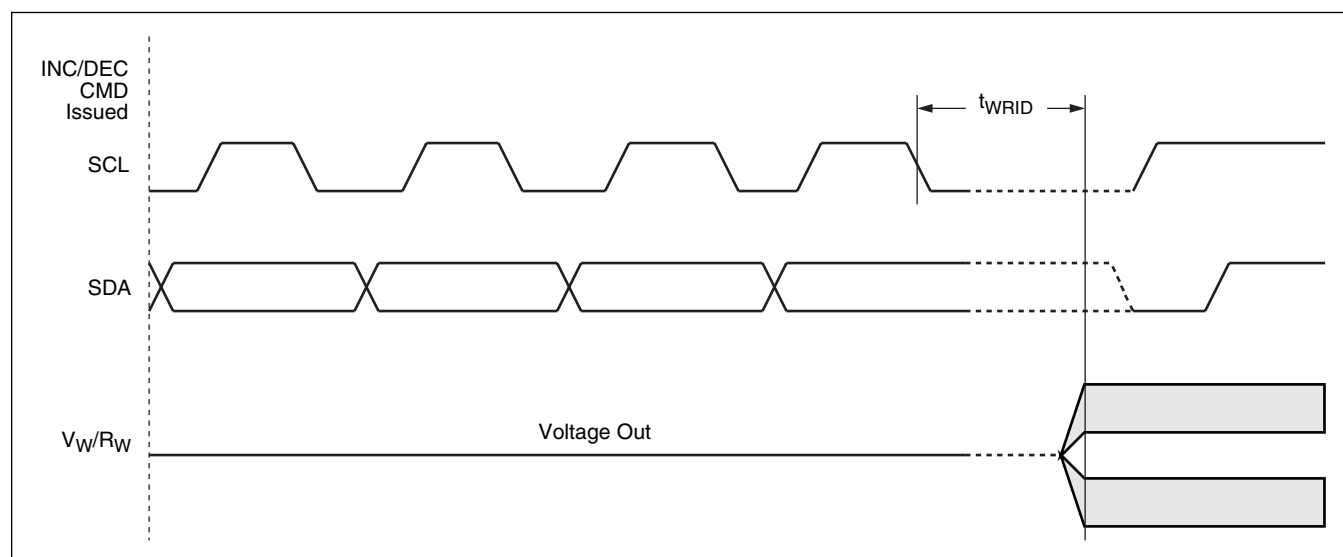 INC/DEC
CMD
Issued
tWRID
SCL
SDA
Voltage Out
VW/RW